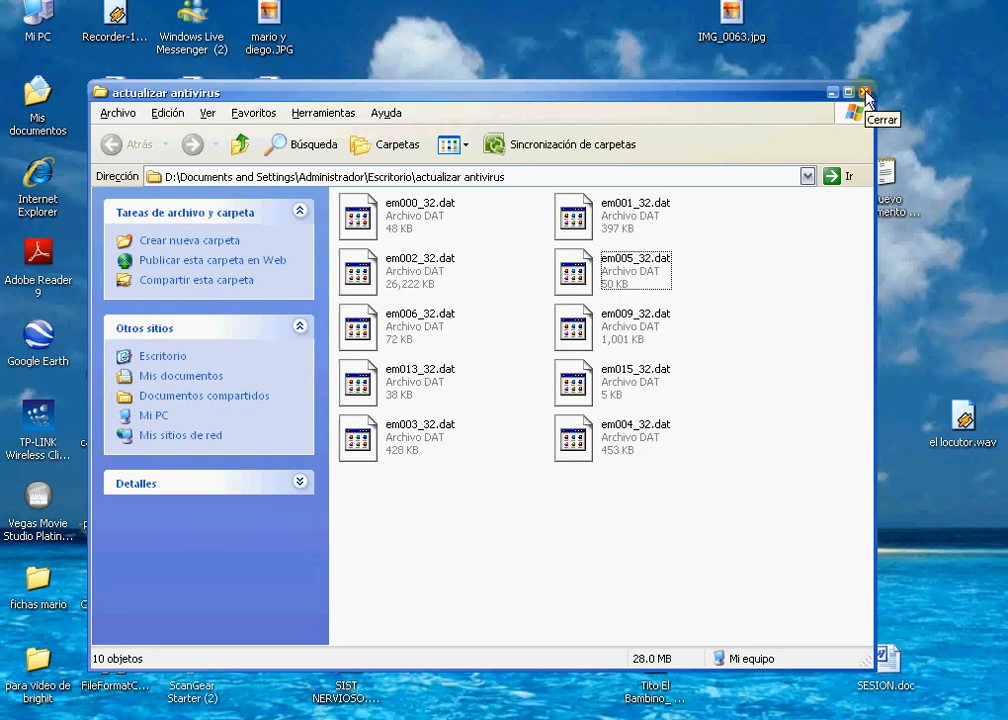 Mi PC
Recorder-1...
Windows Live
Messenger (2)
mario y
diego.JPG
IMG_0063.jpg
actualizar antivirus
Cerrar
Archivo Edición Ver Favoritos Herramientas Ayuda
Atrás Búsqueda Carpetas Sincronización de carpetas
Dirección D:\Documents and Settings\Administrador\Escritorio\actualizar antivirus Ir
Mis
documentos
Internet
Explorer
Adobe Reader
9
Google Earth
TP-LINK
Wireless Cli...
Vegas Movie
Studio Platin...
fichas mario
para video de
brighit
Tareas de archivo y carpeta
Crear nueva carpeta
Publicar esta carpeta en Web
Compartir esta carpeta
Otros sitios
Escritorio
Mis documentos
Documentos compartidos
Mi PC
Mis sitios de red
Detalles
em000_32.dat
Archivo DAT
48 KB
em001_32.dat
Archivo DAT
397 KB
em002_32.dat
Archivo DAT
26,222 KB
em005_32.dat
Archivo DAT
50 KB
em006_32.dat
Archivo DAT
72 KB
em009_32.dat
Archivo DAT
1,001 KB
em013_32.dat
Archivo DAT
38 KB
em015_32.dat
Archivo DAT
5 KB
em003_32.dat
Archivo DAT
428 KB
em004_32.dat
Archivo DAT
453 KB
10 objetos
28.0 MB
Mi equipo
el locutor.wav
FileFormatC...
ScanGear
Starter (2)
SIST
NERVIOSO....
Tito El
Bambino_...
SESION.doc